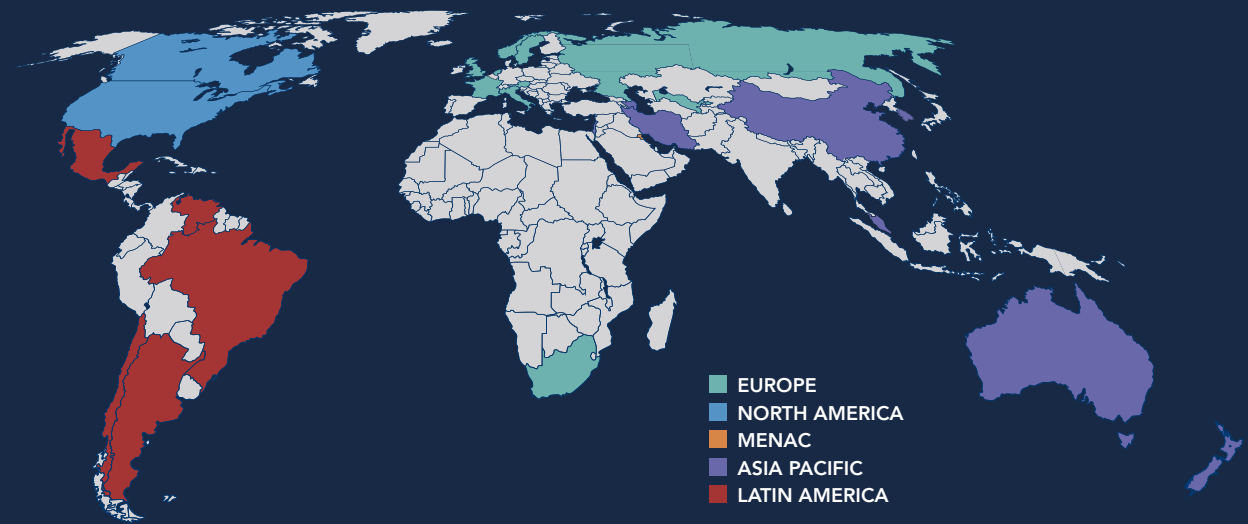 EUROPE
NORTH AMERICA
MENAC
ASIA PACIFIC
LATIN AMERICA